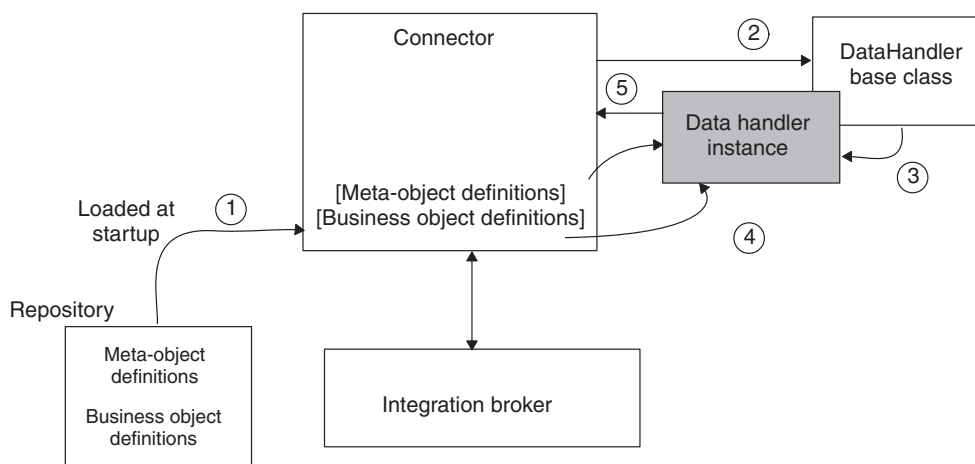 Connector
2
DataHandler
base class
5
Data handler
instance
3
[Meta-object definitions]
[Business object definitions]
Loaded at
startup
1
4
Repository
Meta-object
definitions
Business object
definitions
Integration broker